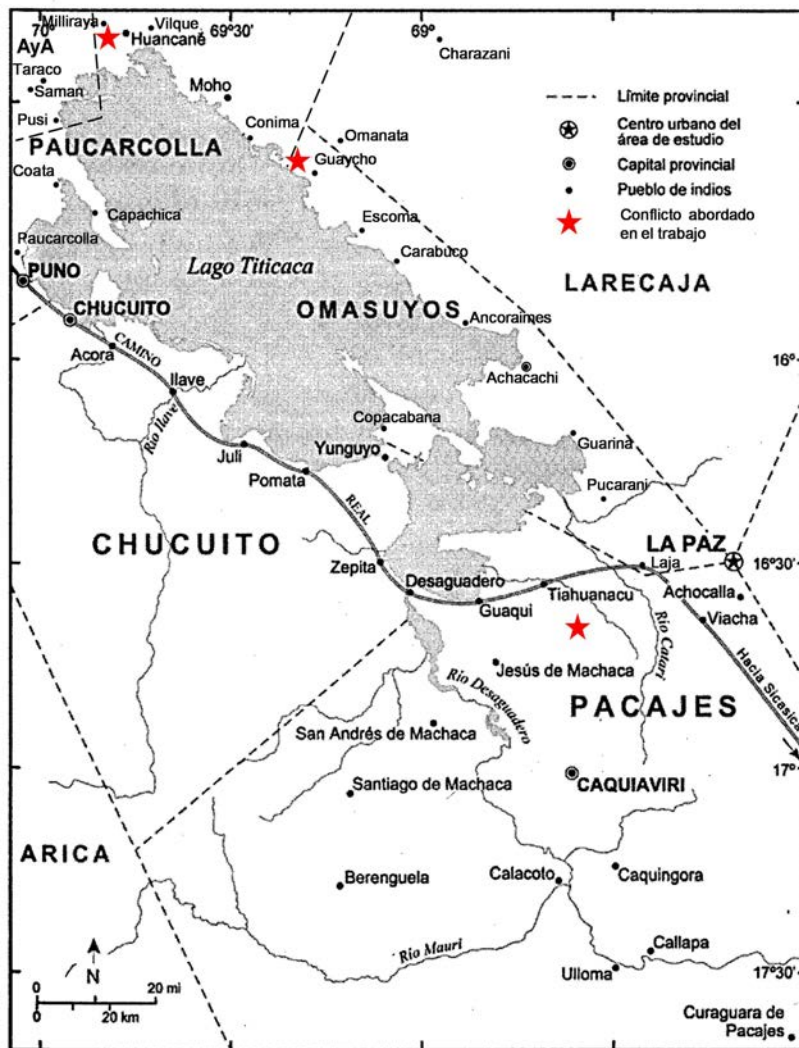 70°
69°30'
69°
Milliraya
Vilque
Huancané
Charazani
AyA
Taraco
Saman
Moho
Pusi
Conima
Omanata
PAUCARCOLLA
Guaycho
Coata
Capachica
Escoma
Paucarcolla
Carabuco
Lago Titicaca
LARECAJA
PUNO
OMASUYOS
CHUCUITO
Ancoraimes
Acora
CAMINO
16°
Achacachi
Ilave
Río Ilave
Copacabana
Guarina
Juli
Yunguyo
Pomata
Pucarani
REAL
CHUCUITO
LA PAZ
Zepita
Laja
16°30'
Desaguadero
Tiahuanacu
Achocalla
Guaqui
Viacha
Río Catari
Jesús de Machaca
Hacia Sicasica
Río Desaguadero
PACAJES
San Andrés de Machaca
17°
Santiago de Machaca
CAQUIAVIRI
ARICA
Berenguela
Calacoto
Caquingora
Río Mauri
Callapa
Ulloma
17°30'
N
0 20 mi
0 20 km
Curaguara de
Pacajes
Límite provincial
Centro urbano del
área de estudio
Capital provincial
Pueblo de indios
Conflicto abordado
en el trabajo